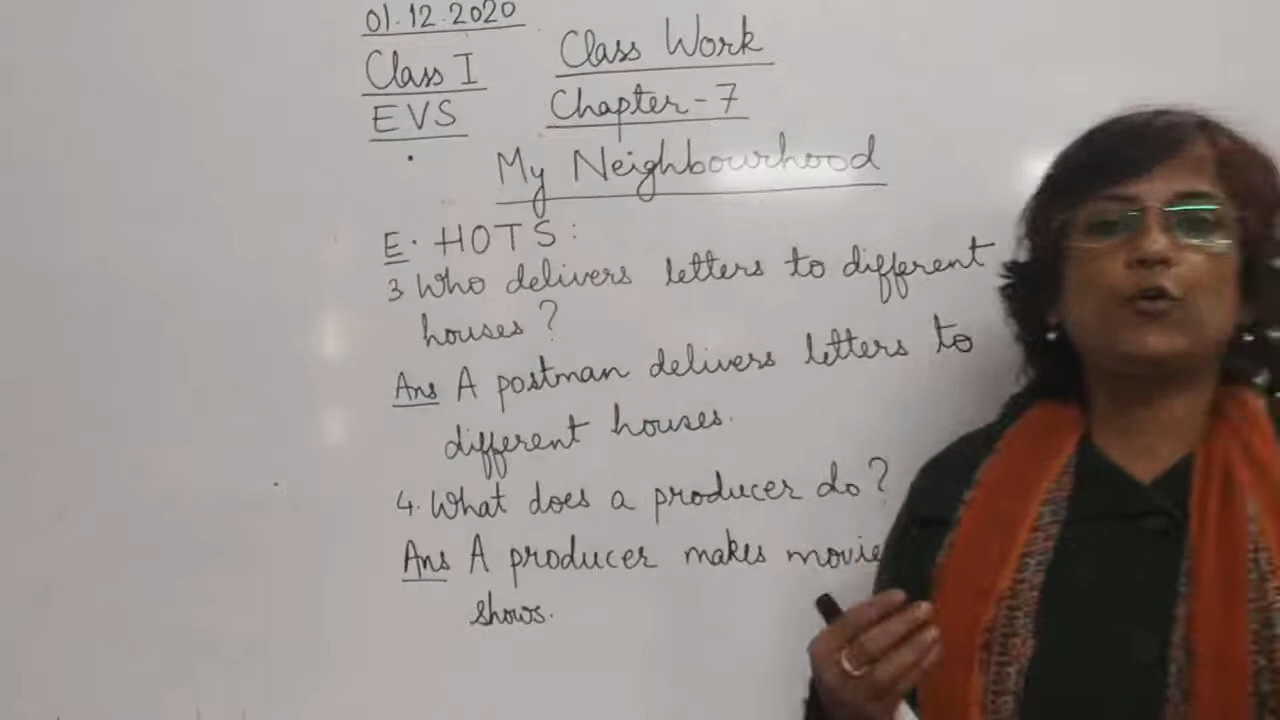 01.12.2020
Class I Class Work
EVS Chapter-7
My Neighbourhood
E. HOTS:
3 Who delivers letters to different
houses?
Ans A postman delivers letters to
different houses.
4. What does a producer do?
Ans A producer makes
shows.